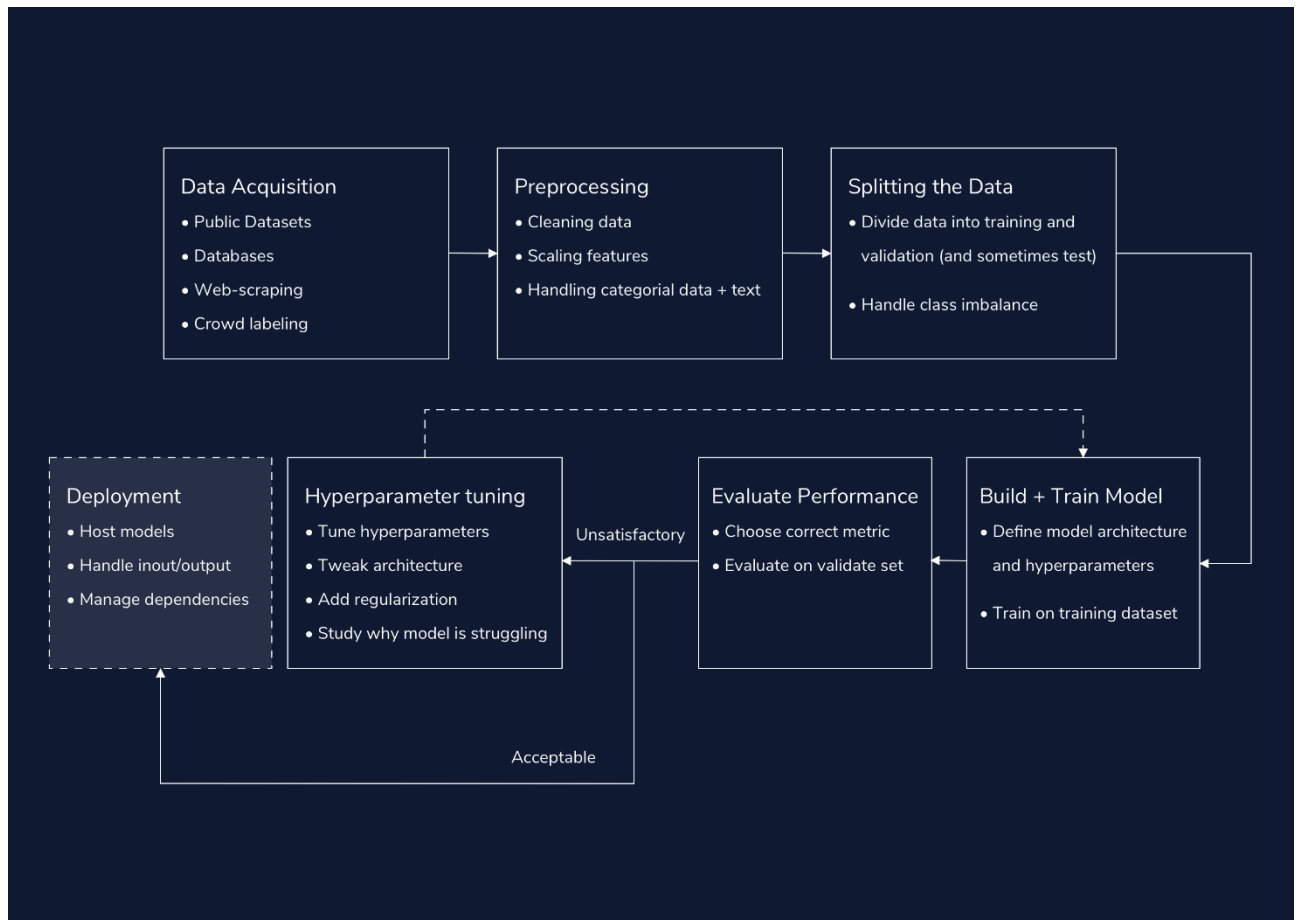 Data Acquisition
• Public Datasets
• Databases
• Web-scraping
• Crowd labeling
Preprocessing
• Cleaning data
• Scaling features
• Handling categorial data + text
Splitting the Data
• Divide data into training and
validation (and sometimes test)
• Handle class imbalance
Deployment
• Host models
• Handle inout/output
• Manage dependencies
Hyperparameter tuning
• Tune hyperparameters
• Tweak architecture
• Add regularization
• Study why model is struggling
Unsatisfactory
Evaluate Performance
• Choose correct metric
• Evaluate on validate set
Build + Train Model
• Define model architecture
and hyperparameters
• Train on training dataset
Acceptable